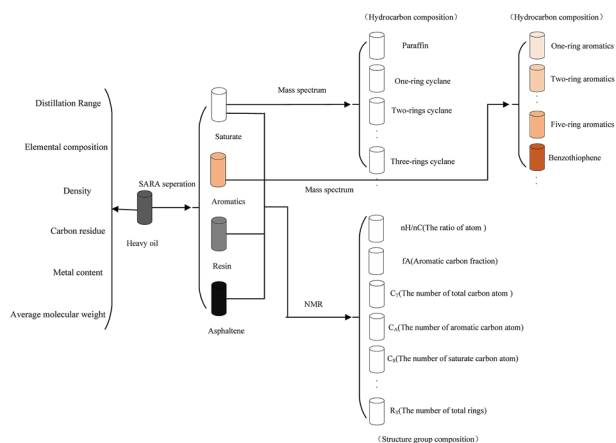 (Hydrocarbon composition)
(Hydrocarbon composition)
Paraffin
One-ring cyclane
Two-rings cyclane
Three-rings cyclane
One-ring aromatics
Two-ring aromatics
Five-ring aromatics
Benzothiophene
Mass spectrum
Mass spectrum
Distillation Range
Elemental composition
Density
Carbon residue
Metal content
Average molecular weight
SARA seperation
Heavy oil
Saturate
Aromatics
Resin
Asphaltene
NMR
nH/nC(The ratio of atom )
fA(Aromatic carbon fraction)
CT(The number of total carbon atom )
CA(The number of aromatic carbon atom)
CS(The number of saturate carbon atom)
RT(The number of total rings)
(Structure group composition)